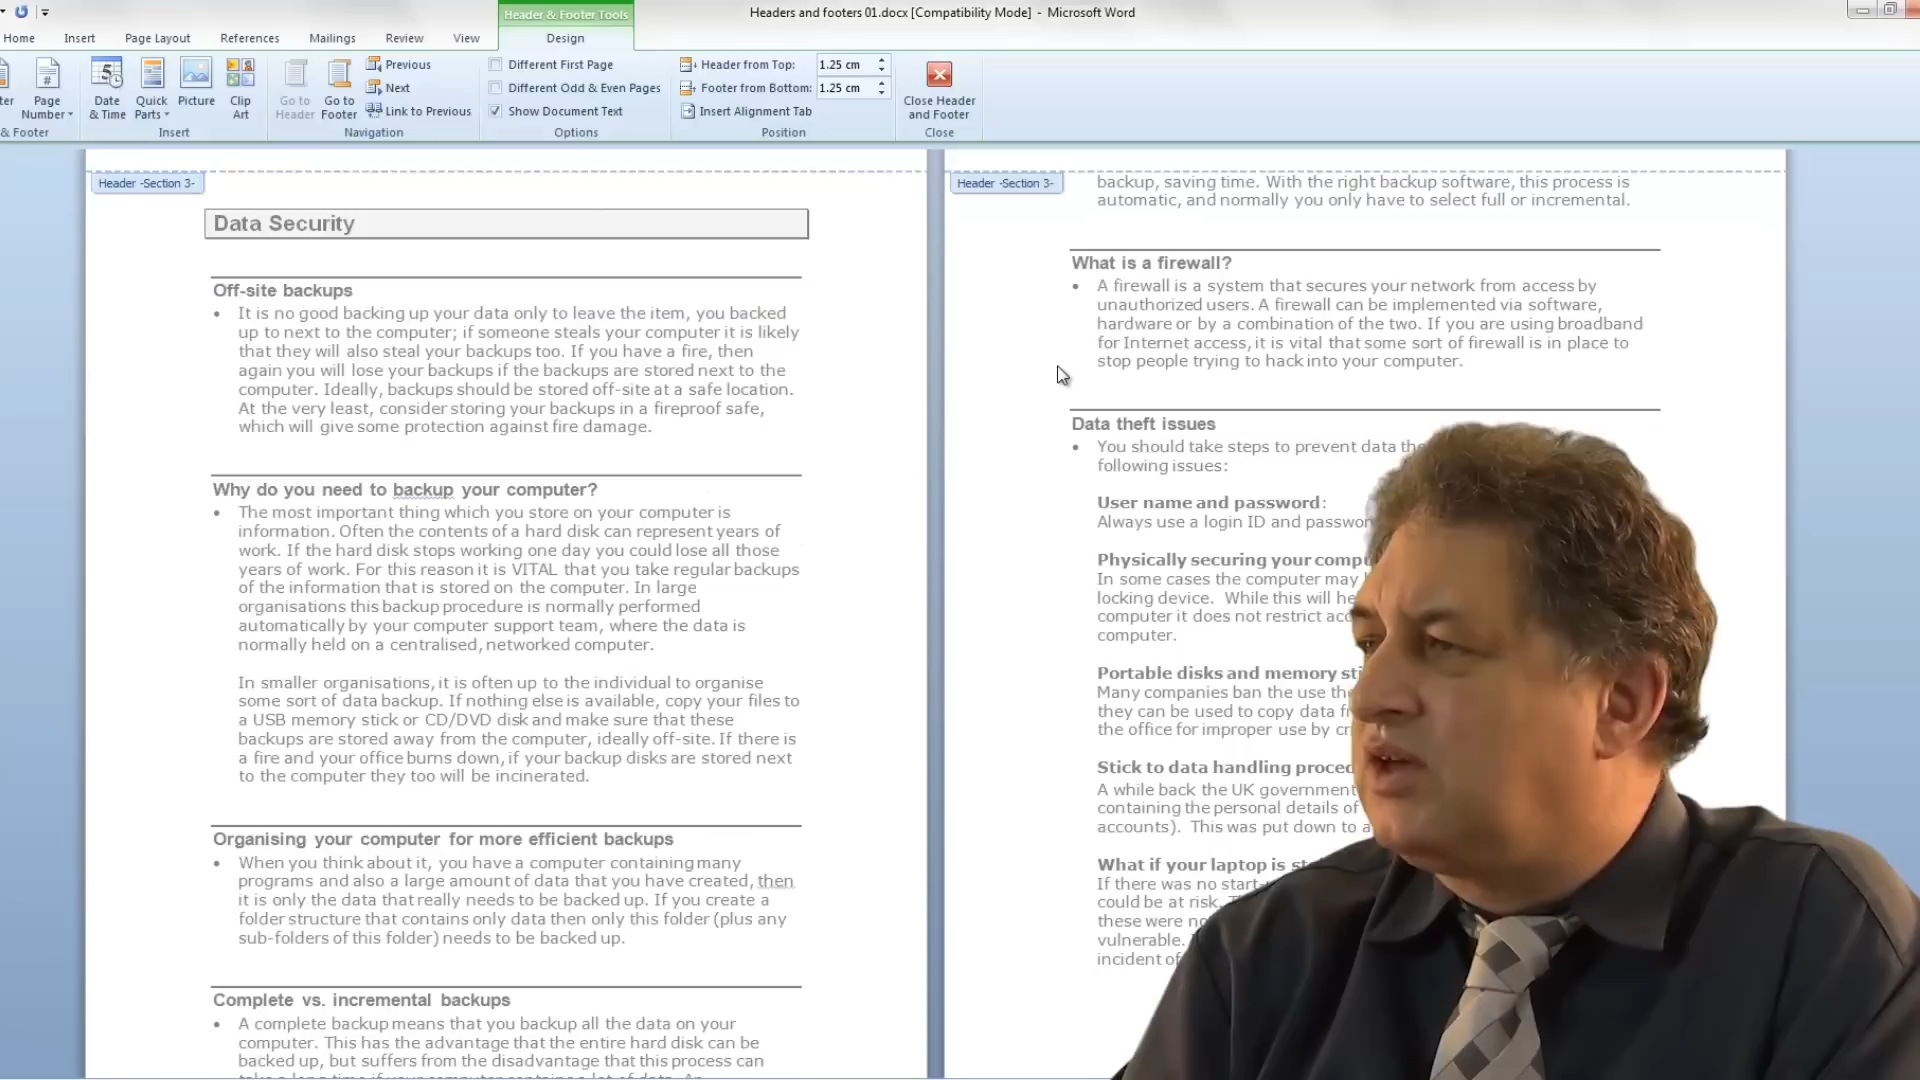 Header & Footer Tools
Headers and footers 01.docx [Compatibility Mode] - Microsoft Word
Home Insert Page Layout References Mailings Review View Design
Page Number
Date & Time
Quick Parts
Picture
Clip Art
Insert
Go to Header
Go to Footer
Previous
Next
Link to Previous
Navigation
Different First Page
Different Odd & Even Pages
Show Document Text
Options
Header from Top: 1.25 cm
Footer from Bottom: 1.25 cm
Insert Alignment Tab
Position
Close Header and Footer
Close
& Footer
Header -Section 3-
Data Security
Off-site backups
• It is no good backing up your data only to leave the item, you backed
up to next to the computer; if someone steals your computer it is likely
that they will also steal your backups too. If you have a fire, then
again you will lose your backups if the backups are stored next to the
computer. Ideally, backups should be stored off-site at a safe location.
At the very least, consider storing your backups in a fireproof safe,
which will give some protection against fire damage.
Why do you need to backup your computer?
• The most important thing which you store on your computer is
information. Often the contents of a hard disk can represent years of
work. If the hard disk stops working one day you could lose all those
years of work. For this reason it is VITAL that you take regular backups
of the information that is stored on the computer. In large
organisations this backup procedure is normally performed
automatically by your computer support team, where the data is
normally held on a centralised, networked computer.
In smaller organisations, it is often up to the individual to organise
some sort of data backup. If nothing else is available, copy your files to
a USB memory stick or CD/DVD disk and make sure that these
backups are stored away from the computer, ideally off-site. If there is
a fire and your office burns down, if your backup disks are stored next
to the computer they too will be incinerated.
Organising your computer for more efficient backups
• When you think about it, you have a computer containing many
programs and also a large amount of data that you have created, then
it is only the data that really needs to be backed up. If you create a
folder structure that contains only data then only this folder (plus any
sub-folders of this folder) needs to be backed up.
Complete vs. incremental backups
• A complete backup means that you backup all the data on your
computer. This has the advantage that the entire hard disk can be
backed up, but suffers from the disadvantage that this process can
Header -Section 3-
backup, saving time. With the right backup software, this process is
automatic, and normally you only have to select full or incremental.
What is a firewall?
• A firewall is a system that secures your network from access by
unauthorized users. A firewall can be implemented via software,
hardware or by a combination of the two. If you are using broadband
for Internet access, it is vital that some sort of firewall is in place to
stop people trying to hack into your computer.
Data theft issues
• You should take steps to prevent data
following issues:
User name and password:
Always use a login ID and
Physically securing your
In some cases the computer may
locking device. While this will
computer it does not restrict
computer.
Portable disks and memory
Many companies ban the use
they can be used to copy data
the office for improper use by
Stick to data handling
A while back the UK government
containing the personal details of
accounts). This was put down to
What if your laptop is
If there was no
could be at risk.
these were
vulnerable.
incident